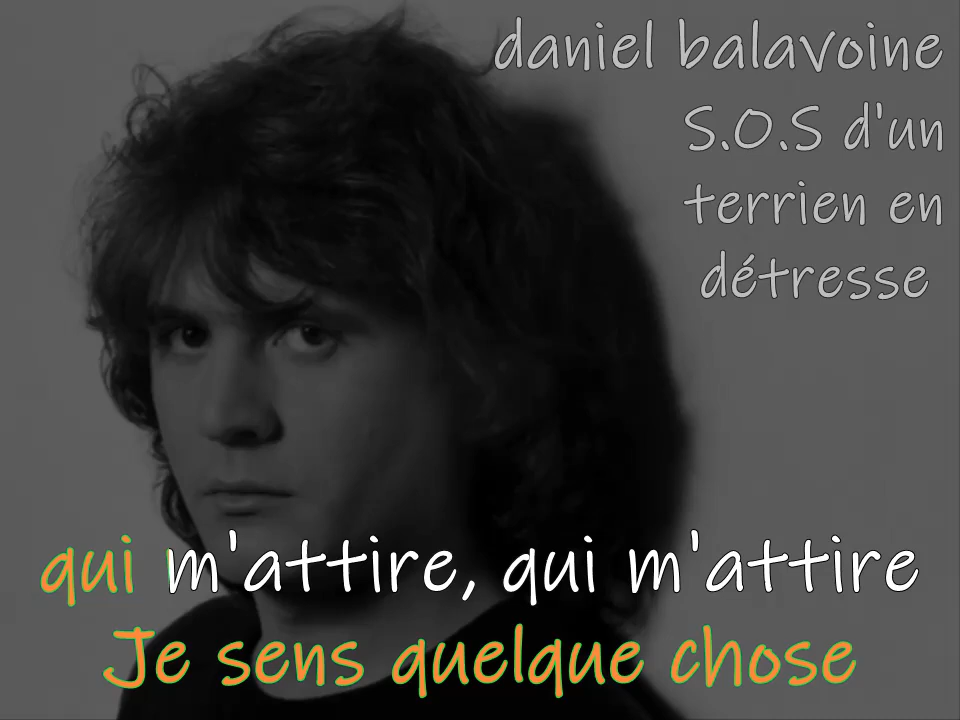 daniel balavoine
S.O.S d'un
terrien en
détresse
qui m'attire, qui m'attire
Je sens quelque chose